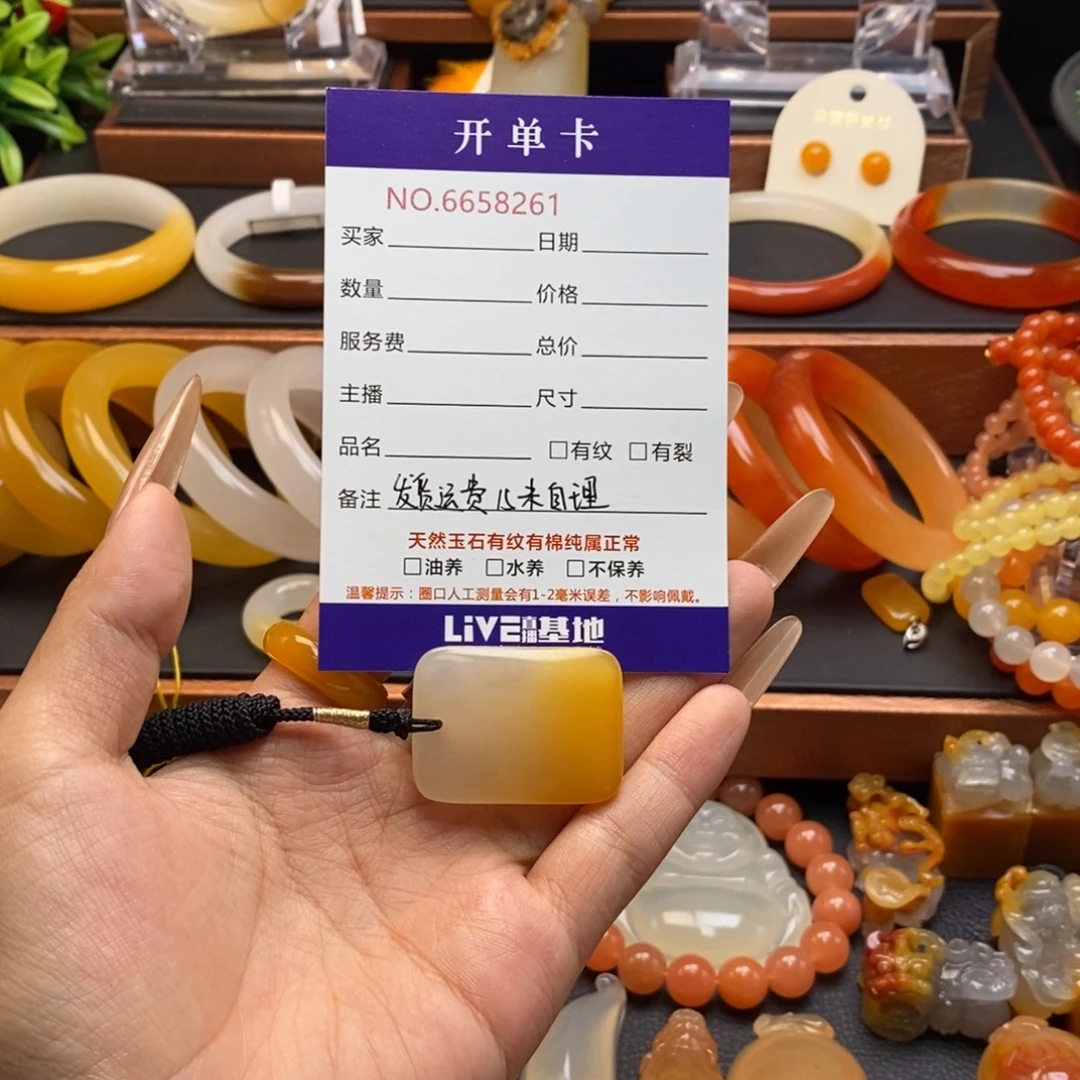 开单卡
NO.6658261
买家 日期
数量 价格
服务费 总价
主播 尺寸
品名 □有纹 □有裂
备注 发货运费 自理
天然玉石有纹有棉纯属正常
□油养 □水养 □不保养
温馨提示：圈口人工测量会有1-2毫米误差，不影响佩戴。
LiVE直播基地